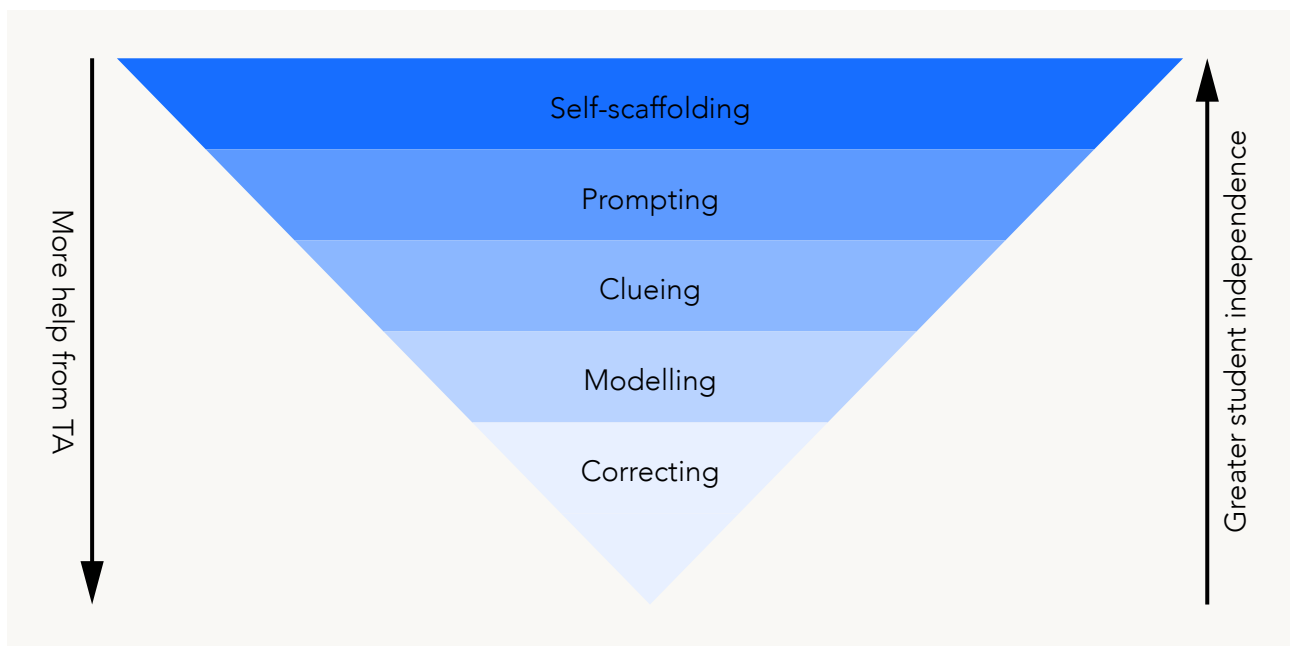 Self-scaffolding
Prompting
Clueing
Modelling
Correcting
More help from TA
Greater student independence